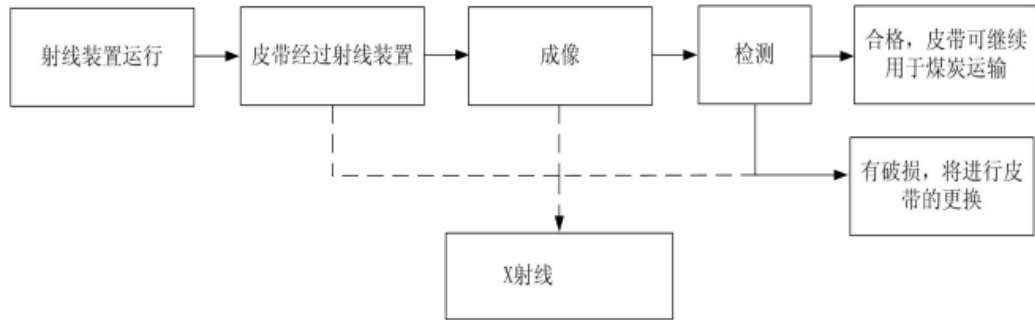 射线装置运行
皮带经过射线装置
成像
检测
合格，皮带可继续
用于煤炭运输
有破损，将进行皮
带的更换
X射线